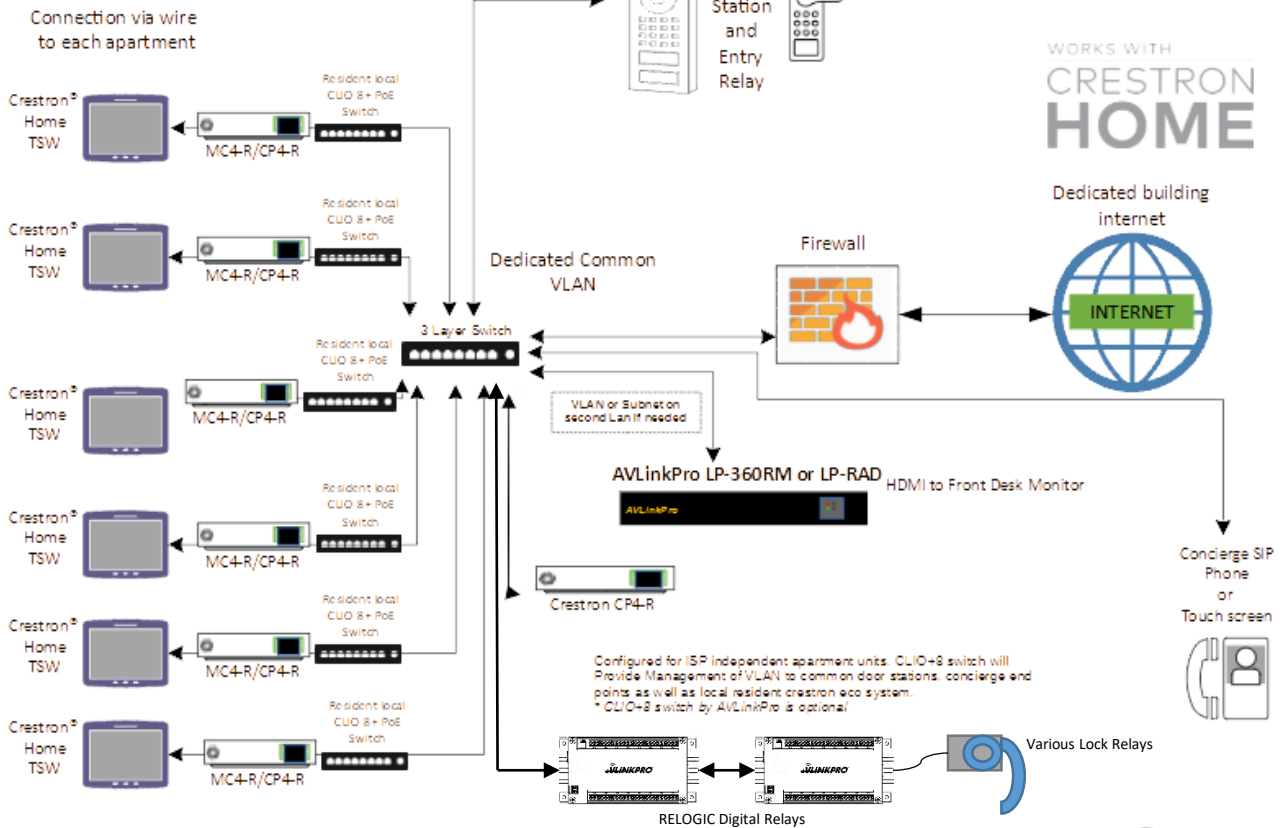 Connection via wire
to each apartment
Station
and
Entry
Relay
WORKS WITH
CRESTRON
HOME
Crestron®
Home
TSW
MC4-R/CP4-R
Resident local
CLIO 8+ PoE
Switch
Crestron®
Home
TSW
MC4-R/CP4-R
Resident local
CLIO 8+ PoE
Switch
Crestron®
Home
TSW
MC4-R/CP4-R
Resident local
CLIO 8+ PoE
Switch
Crestron®
Home
TSW
MC4-R/CP4-R
Resident local
CLIO 8+ PoE
Switch
Crestron®
Home
TSW
MC4-R/CP4-R
Resident local
CLIO 8+ PoE
Switch
Crestron®
Home
TSW
MC4-R/CP4-R
Resident local
CLIO 8+ PoE
Switch
Dedicated Common
VLAN
3 Layer Switch
Firewall
Dedicated building
internet
INTERNET
VLAN or Subnet on
second Lan if needed
AVLinkPro LP-360RM or LP-RAD
HDMI to Front Desk Monitor
AVLinkPro
Crestron CP4-R
Concierge SIP
Phone
or
Touch screen
Configured for ISP independent apartment units. CLIO+8 switch will
Provide Management of VLAN to common door stations, concierge end
points as well as local resident crestron eco system.
* CLIO+8 switch by AVLinkPro is optional
AVLINKPRO
AVLINKPRO
Various Lock Relays
RELOGIC Digital Relays